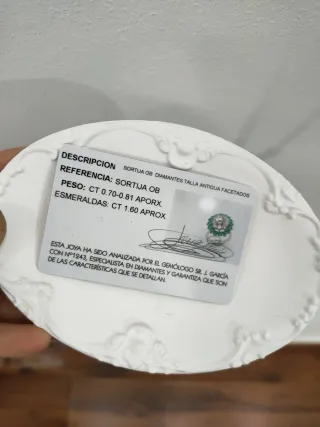 DESCRIPCION SORTIJA OB DIAMANTES TALLA ANTIGUA FACETADOS
REFERENCIA: SORTIJA OB
PESO: CT 0.70-0.81 APORX.
ESMERALDAS: CT 1.60 APROX
ESTA JOYA HA SIDO ANALIZADA POR EL GEMÓLOGO SR. J. GARCÍA
CON Nº1243, ESPECIALISTA EN DIAMANTES Y GARANTIZA QUE SON
DE LAS CARACTERÍSTICAS QUE SE DETALLAN.